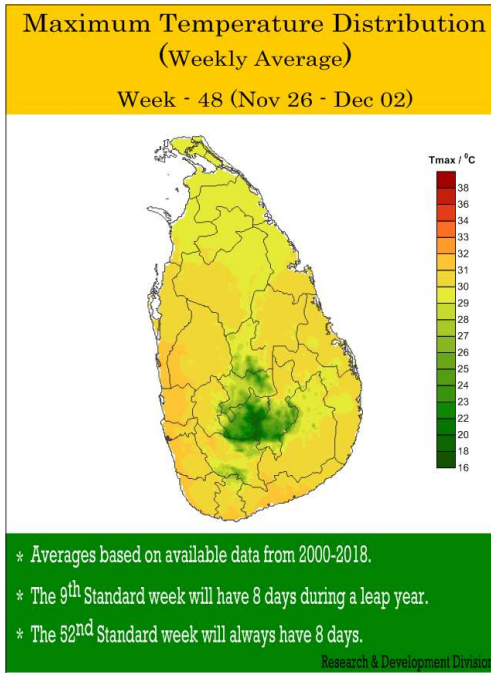 Maximum Temperature Distribution
(Weekly Average)
Week - 48 (Nov 26 - Dec 02)
Tmax / ⁰C
38
36
34
33
32
31
30
29
28
27
26
25
24
23
22
20
18
16
* Averages based on available data from 2000-2018.
* The 9th Standard week will have 8 days during a leap year.
* The 52nd Standard week will always have 8 days.
Research & Development Division